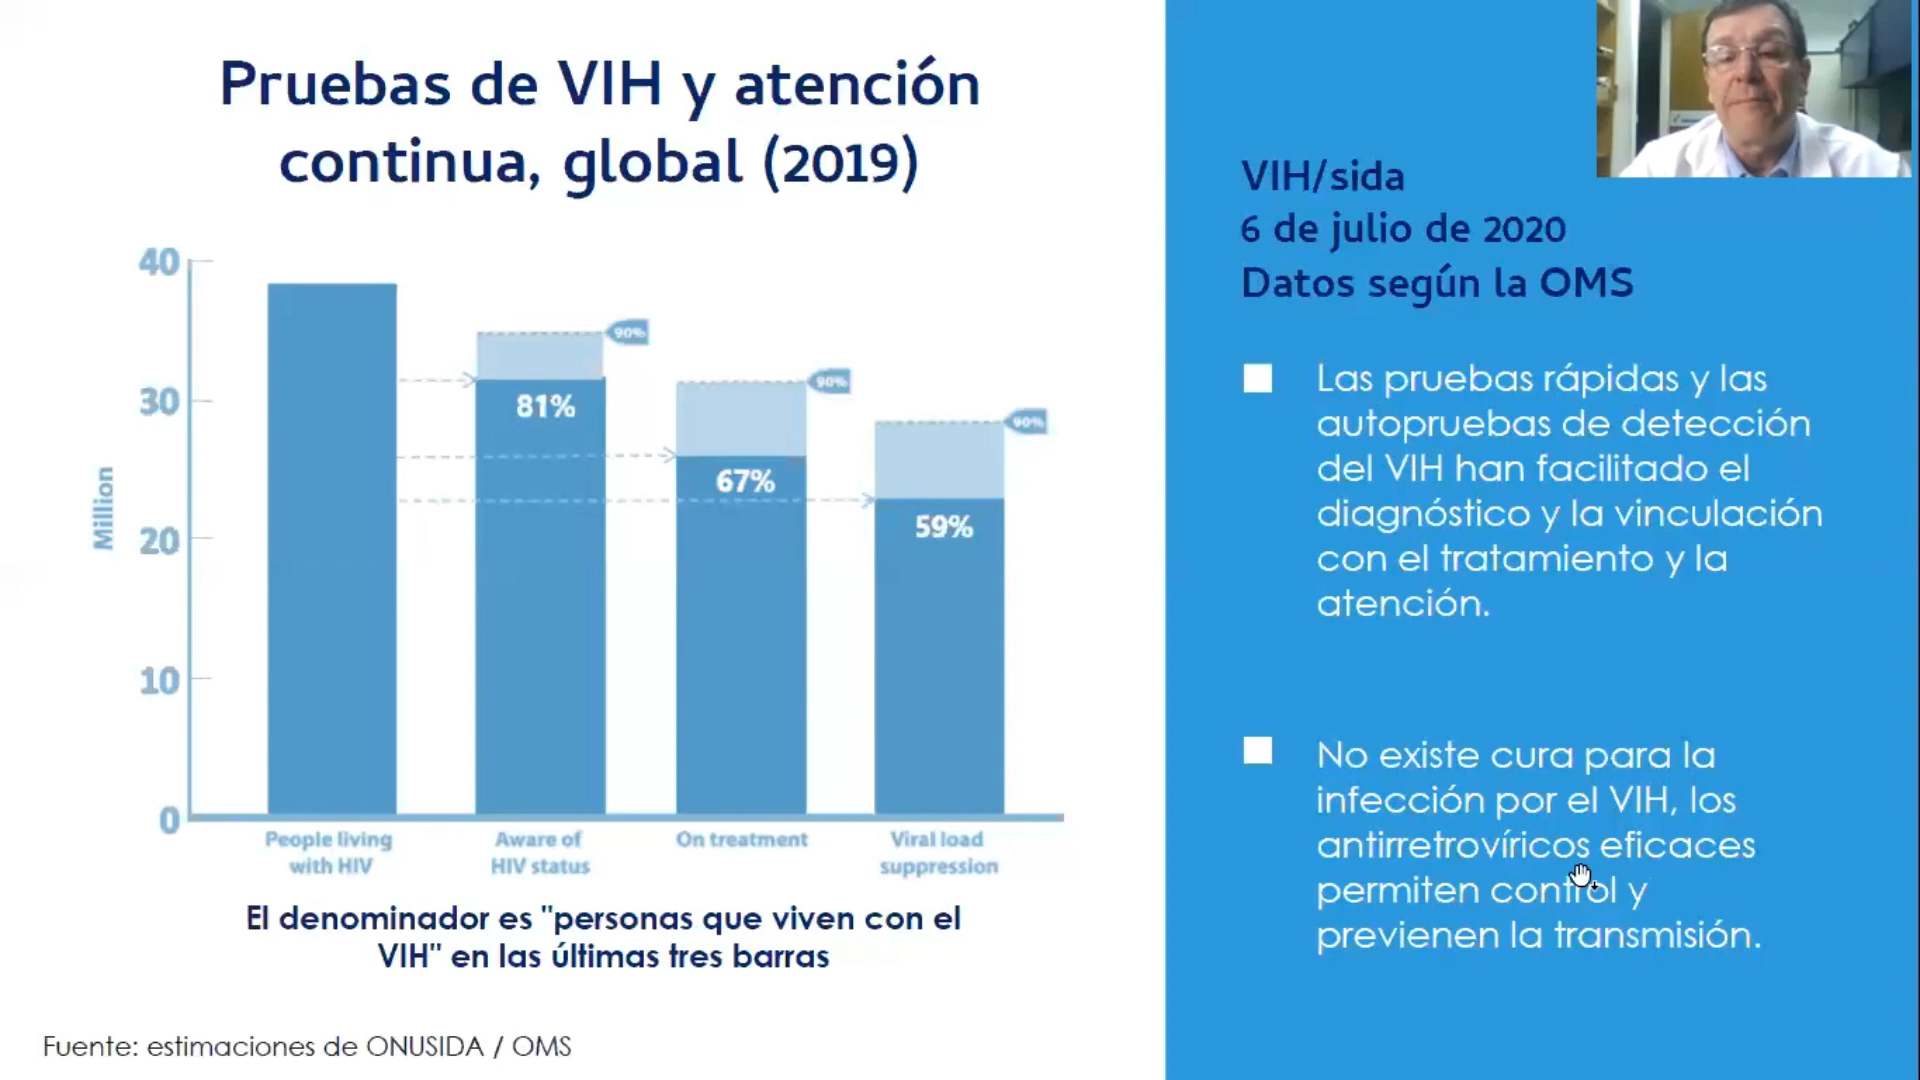 Pruebas de VIH y atención
continua, global (2019)
40
30
20
10
0
Million
90%
81%
90%
67%
90%
59%
People living
with HIV
Aware of
HIV status
On treatment
Viral load
suppression
El denominador es "personas que viven con el
VIH" en las últimas tres barras
Fuente: estimaciones de ONUSIDA / OMS
VIH/sida
6 de julio de 2020
Datos según la OMS
Las pruebas rápidas y las
autopruebas de detección
del VIH han facilitado el
diagnóstico y la vinculación
con el tratamiento y la
atención.
No existe cura para la
infección por el VIH, los
antirretrovíricos eficaces
permiten control y
previenen la transmisión.